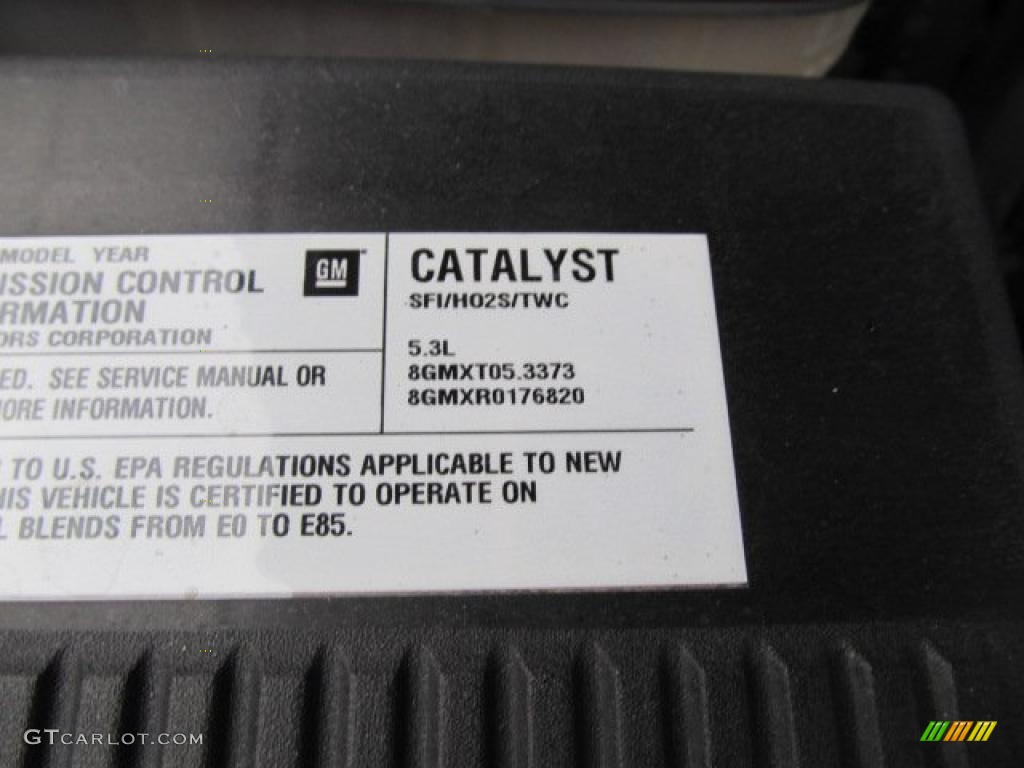 MODEL YEAR
ISSION CONTROL
RMATION
ORS CORPORATION
GM
CATALYST
SFI/HO2S/TWC
5.3L
8GMXT05.3373
8GMXR0176820
ED. SEE SERVICE MANUAL OR
MORE INFORMATION.
TO U.S. EPA REGULATIONS APPLICABLE TO NEW
HIS VEHICLE IS CERTIFIED TO OPERATE ON
L BLENDS FROM E0 TO E85.
GTCARLOT.COM